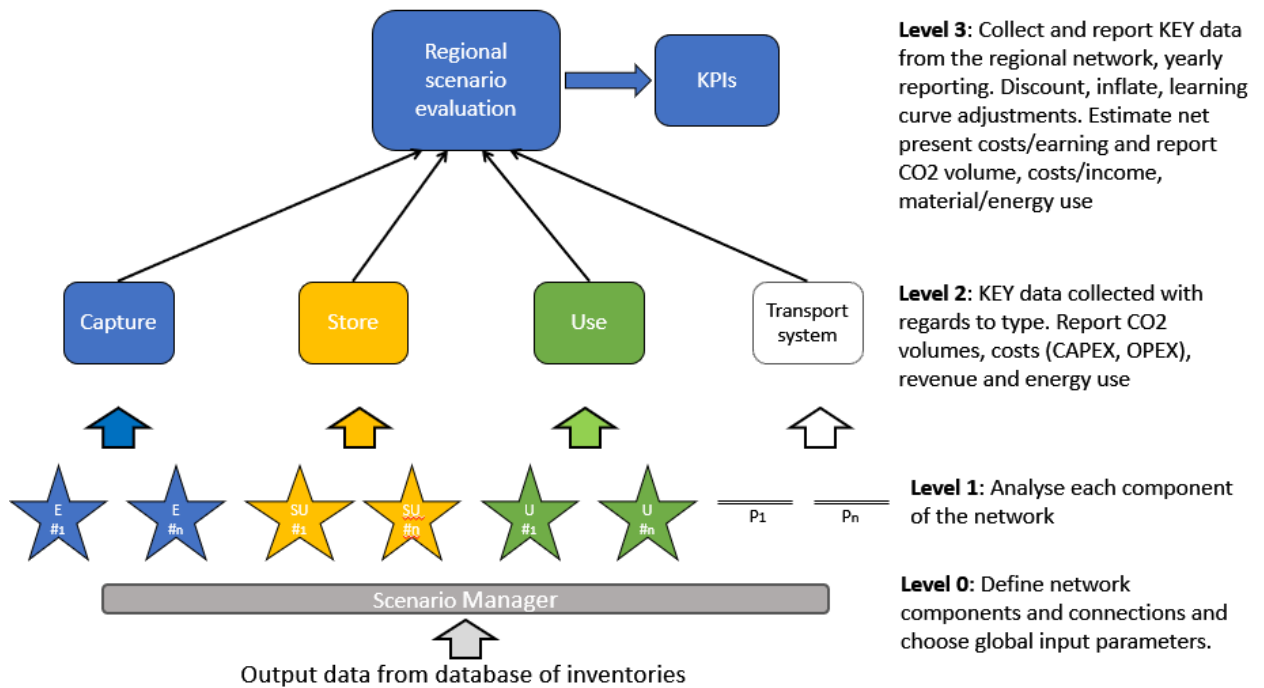 Regional
scenario
evaluation
KPIs
Level 3: Collect and report KEY data
from the regional network, yearly
reporting. Discount, inflate, learning
curve adjustments. Estimate net
present costs/earning and report
CO2 volume, costs/income,
material/energy use
Capture
Store
Use
Transport
system
Level 2: KEY data collected with
regards to type. Report CO2
volumes, costs (CAPEX, OPEX),
revenue and energy use
E
#1
E
#n
SU
#1
SU
#n
U
#1
U
#n
P1
Pn
Level 1: Analyse each component
of the network
Scenario Manager
Level 0: Define network
components and connections and
choose global input parameters.
Output data from database of inventories